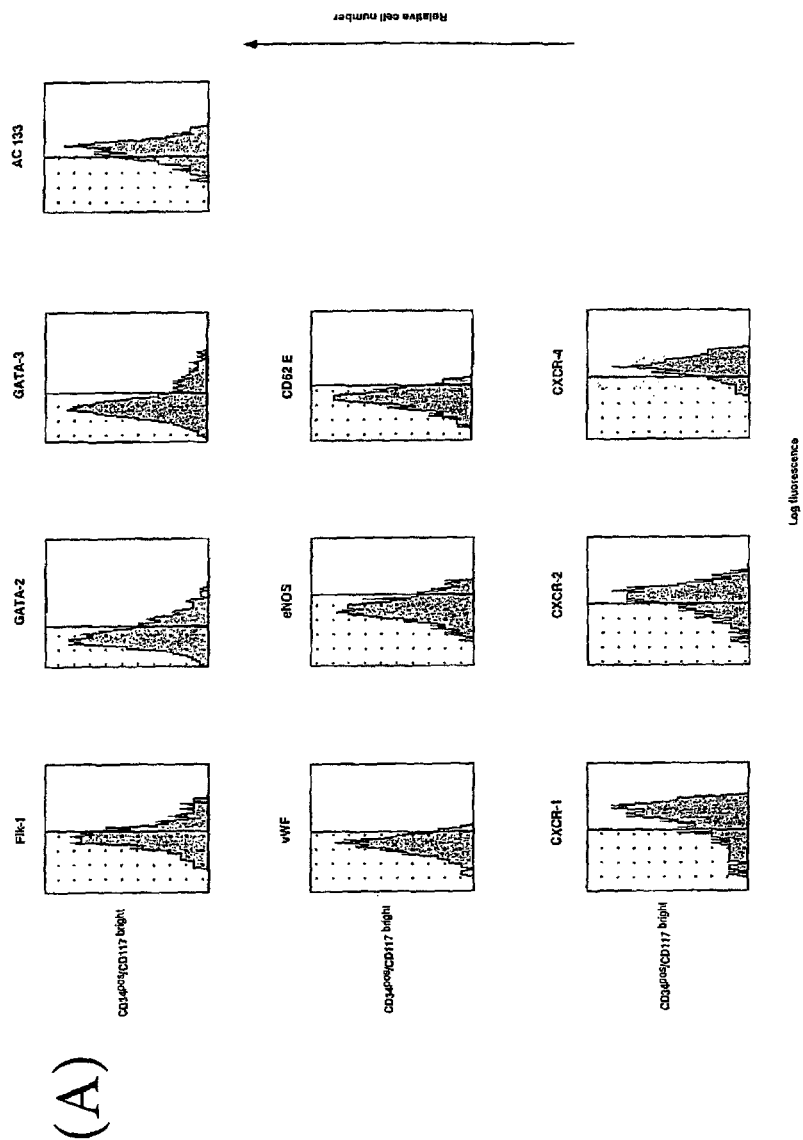 (A)
Flk-1 GATA-2 GATA-3 AC 133
CD34pos/CD117 bright
vWF eNOS CD62 E
CD34pos/CD117 bright
CXCR-1 CXCR-2 CXCR-4
CD34pos/CD117 bright
Log fluorescence
Relative cell number